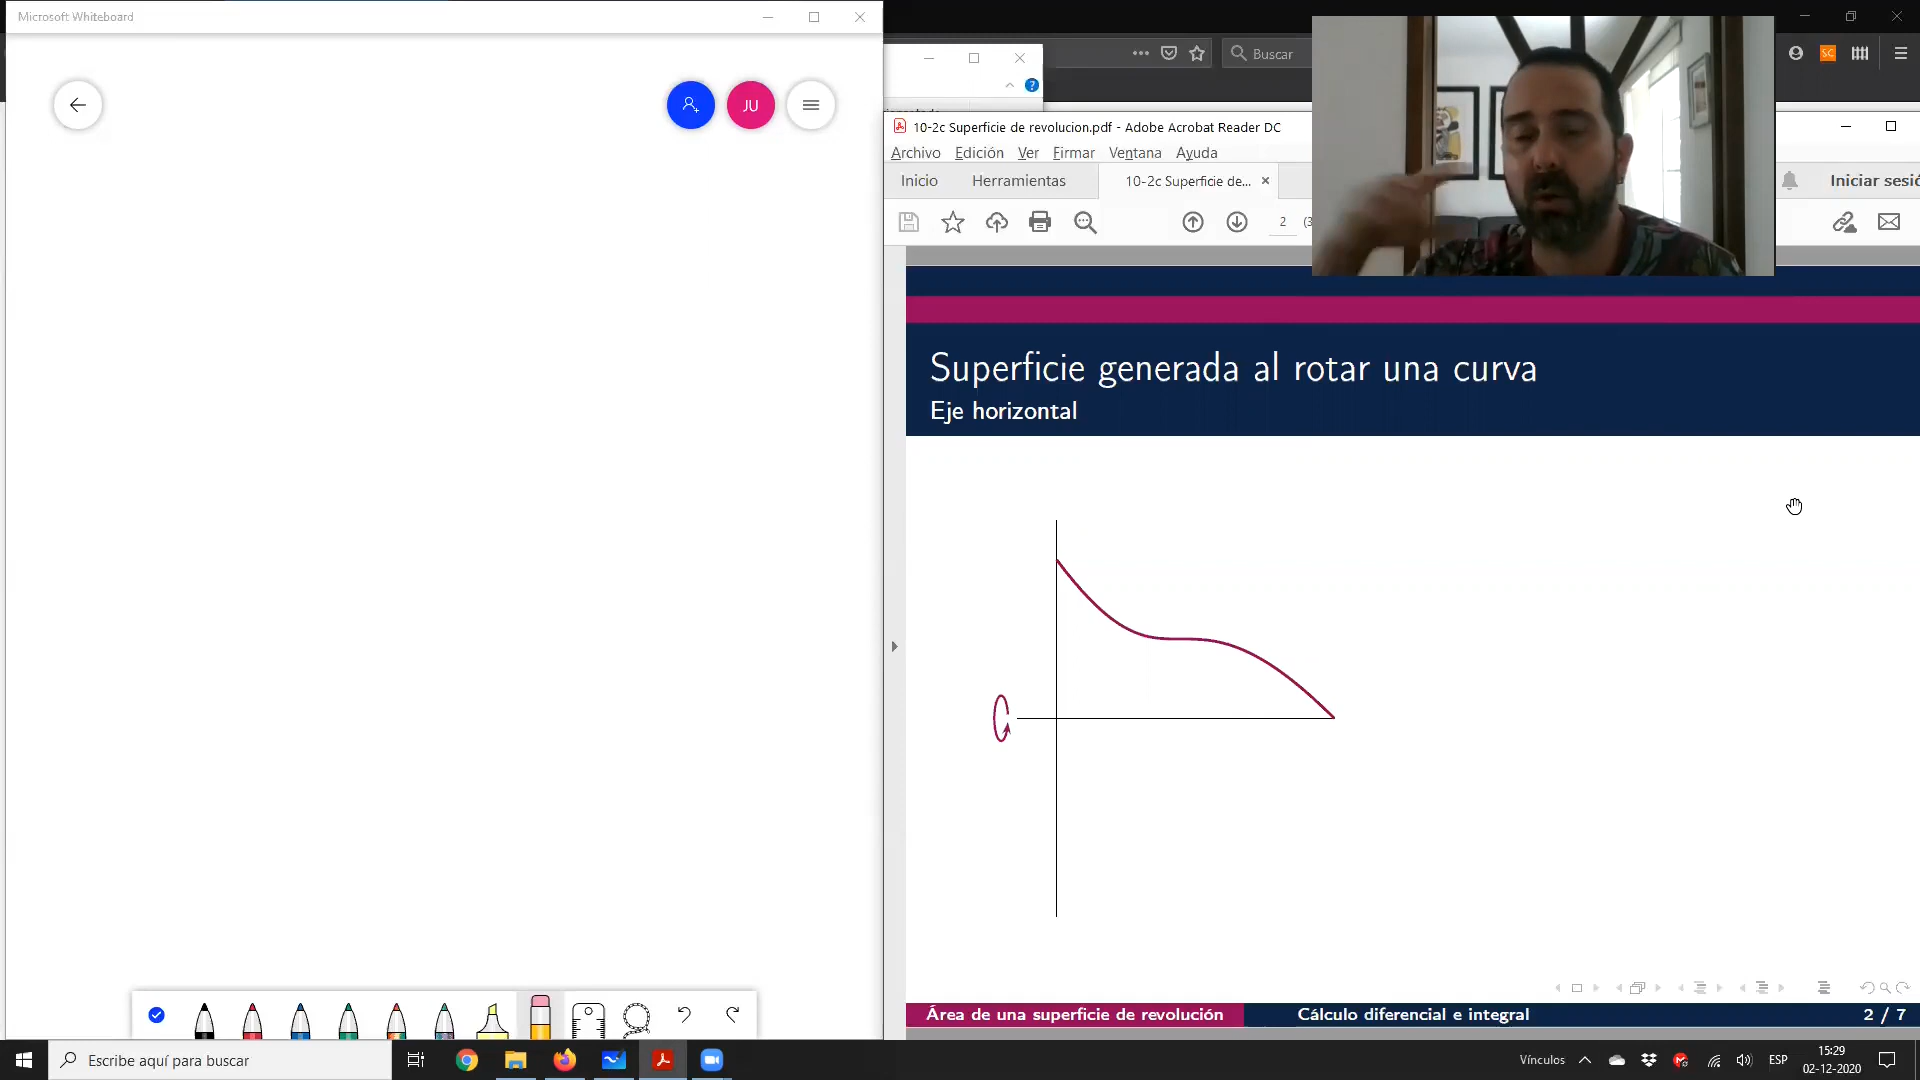 Microsoft Whiteboard
JU
Buscar
SC
10-2c Superficie de revolucion.pdf - Adobe Acrobat Reader DC
Archivo Edición Ver Firmar Ventana Ayuda
Inicio Herramientas 10-2c Superficie de... Iniciar sesió
2 (3
Superficie generada al rotar una curva
Eje horizontal
Área de una superficie de revolución Cálculo diferencial e integral 2 / 7
Escribe aquí para buscar
Vínculos ESP 15:29
02-12-2020